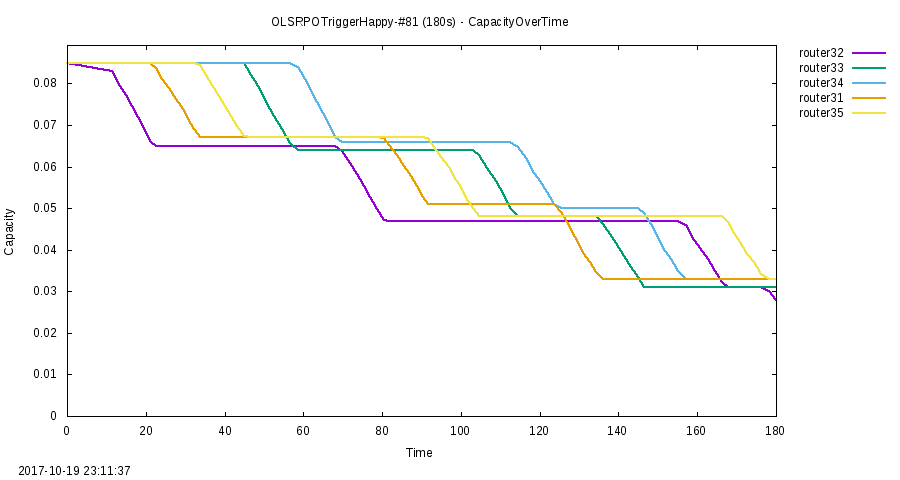 OLSRPOTriggerHappy-#81 (180s) - CapacityOverTime
router32
router33
router34
router31
router35
0.08
0.07
0.06
0.05
0.04
0.03
0.02
0.01
0
Capacity
0 20 40 60 80 100 120 140 160 180
Time
2017-10-19 23:11:37